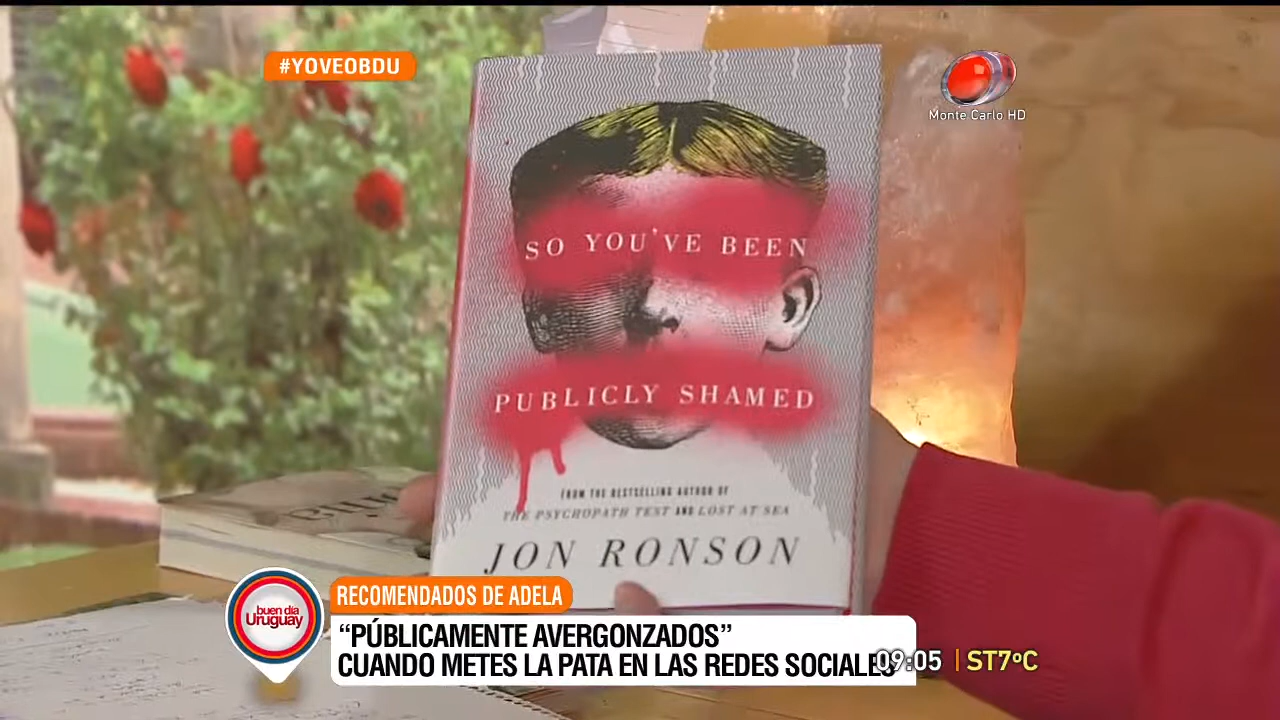 #YOVEOBDU
Monte Carlo HD
SO YOU'VE BEEN
PUBLICLY SHAMED
FROM THE BESTSELLING AUTHOR OF
THE PSYCHOPATH TEST AND LOST AT SEA
JON RONSON
buen día
Uruguay
RECOMENDADOS DE ADELA
“PÚBLICAMENTE AVERGONZADOS”
CUANDO METES LA PATA EN LAS REDES SOCIALES
09:05 | ST7ºC